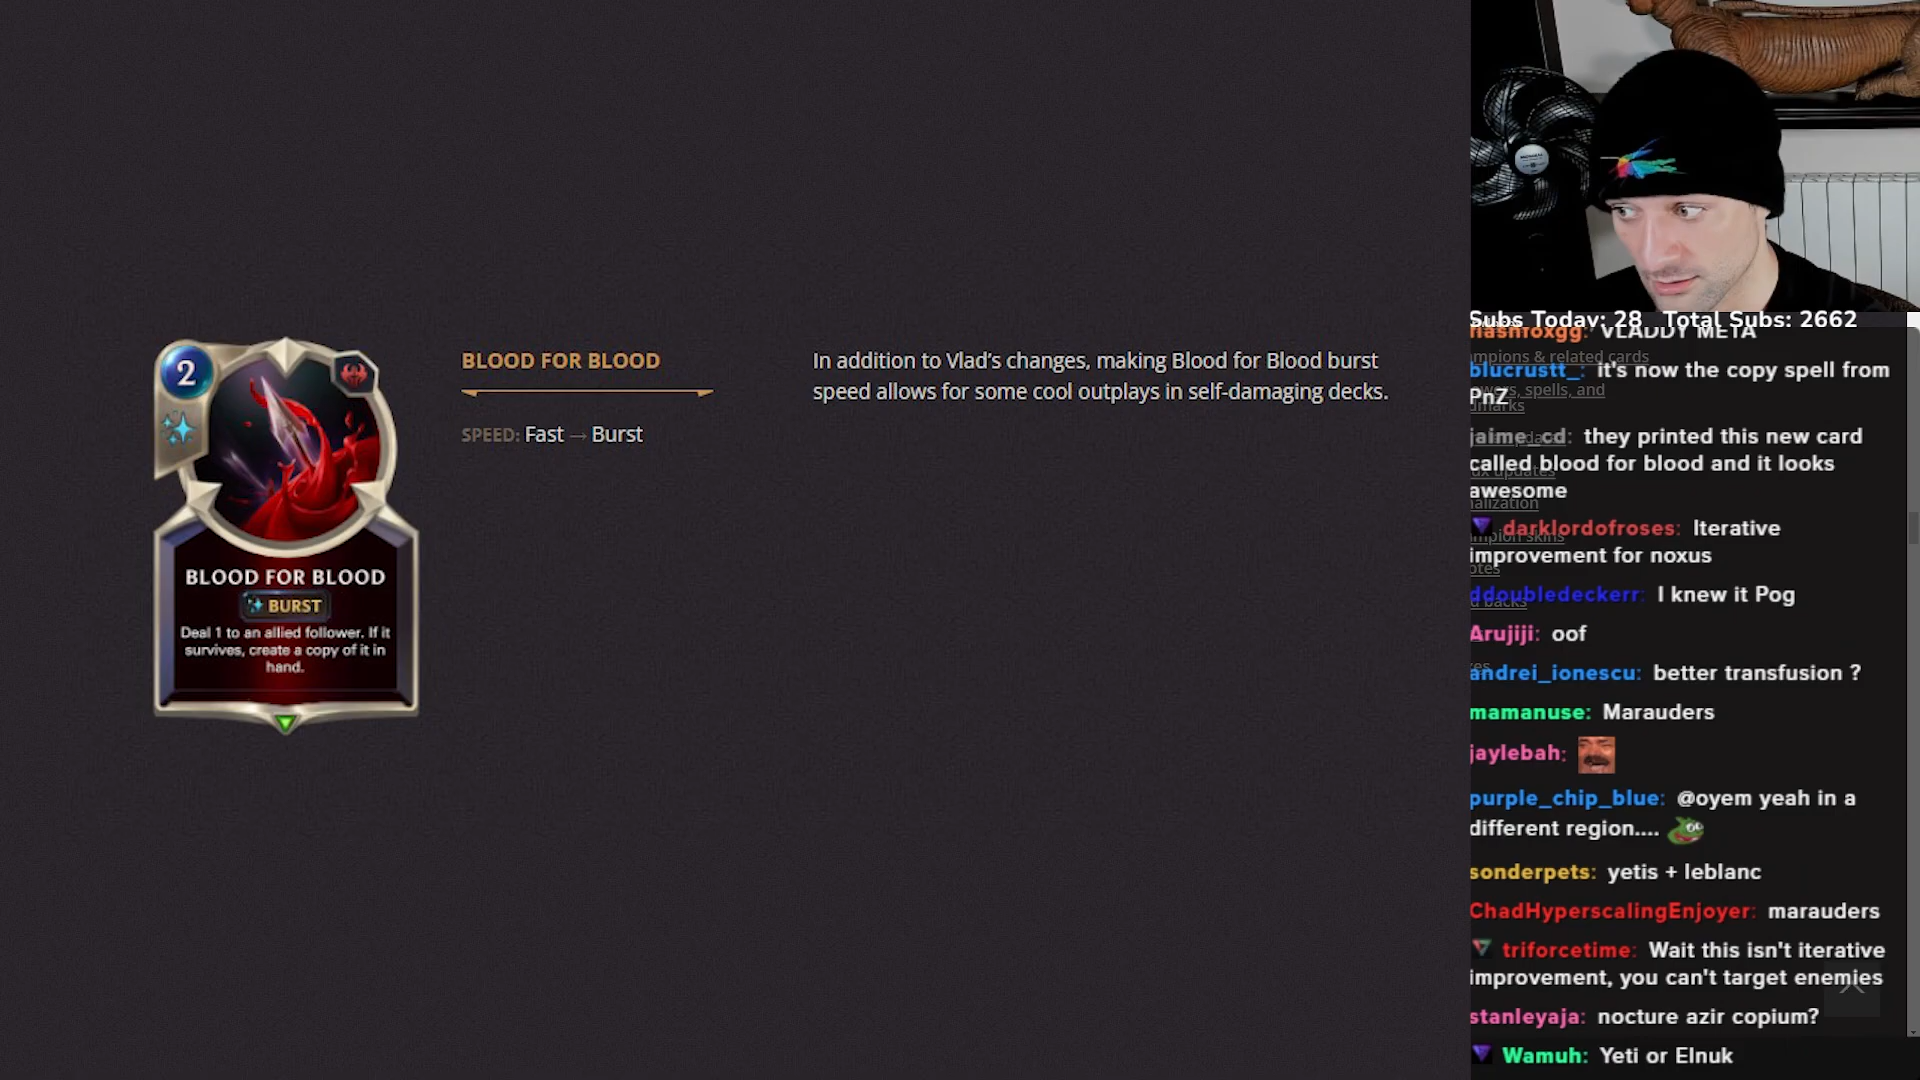 2
BLOOD FOR BLOOD
BURST
Deal 1 to an allied follower. If it
survives, create a copy of it in
hand.
BLOOD FOR BLOOD
SPEED: Fast → Burst
In addition to Vlad's changes, making Blood for Blood burst
speed allows for some cool outplays in self-damaging decks.
Subs Today: 28 Total Subs: 2662
VLADDY META
blucrustt_: it's now the copy spell from
PnZ
jaime_cd: they printed this new card
called blood for blood and it looks
awesome
darklordofroses: Iterative
improvement for noxus
ddoubledeckerr: I knew it Pog
Arujiji: oof
andrei_ionescu: better transfusion ?
mamanuse: Marauders
jaylebah:
purple_chip_blue: @oyem yeah in a
different region....
sonderpets: yetis + leblanc
ChadHyperscalingEnjoyer: marauders
triforcetime: Wait this isn't iterative
improvement, you can't target enemies
stanleyaja: nocture azir copium?
Wamuh: Yeti or Elnuk